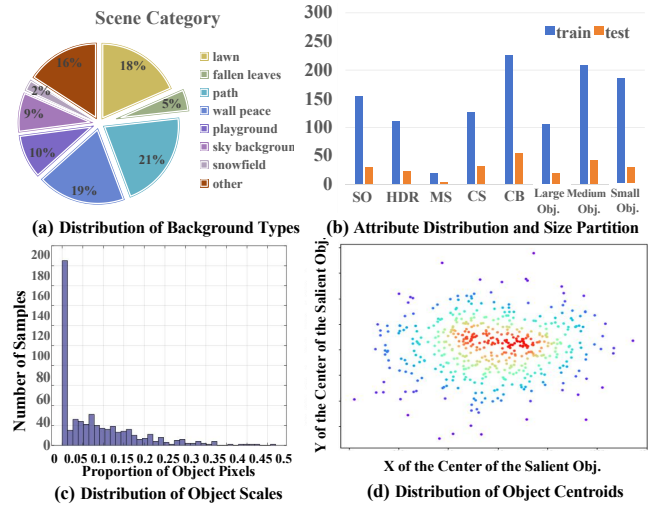 Scene Category
16%
18%
2%
5%
9%
10%
21%
19%
lawn
fallen leaves
path
wall peace
playground
sky background
snowfield
other
(a) Distribution of Background Types
300
250
200
150
100
50
0
train
test
SO
HDR
MS
CS
CB
Large Obj.
Medium Obj.
Small Obj.
(b) Attribute Distribution and Size Partition
Number of Samples
200
180
160
140
120
100
80
60
40
20
0
0 0.05 0.1 0.15 0.2 0.25 0.3 0.35 0.4 0.45 0.5
Proportion of Object Pixels
(c) Distribution of Object Scales
Y of the Center of the Salient Obj.
X of the Center of the Salient Obj.
(d) Distribution of Object Centroids